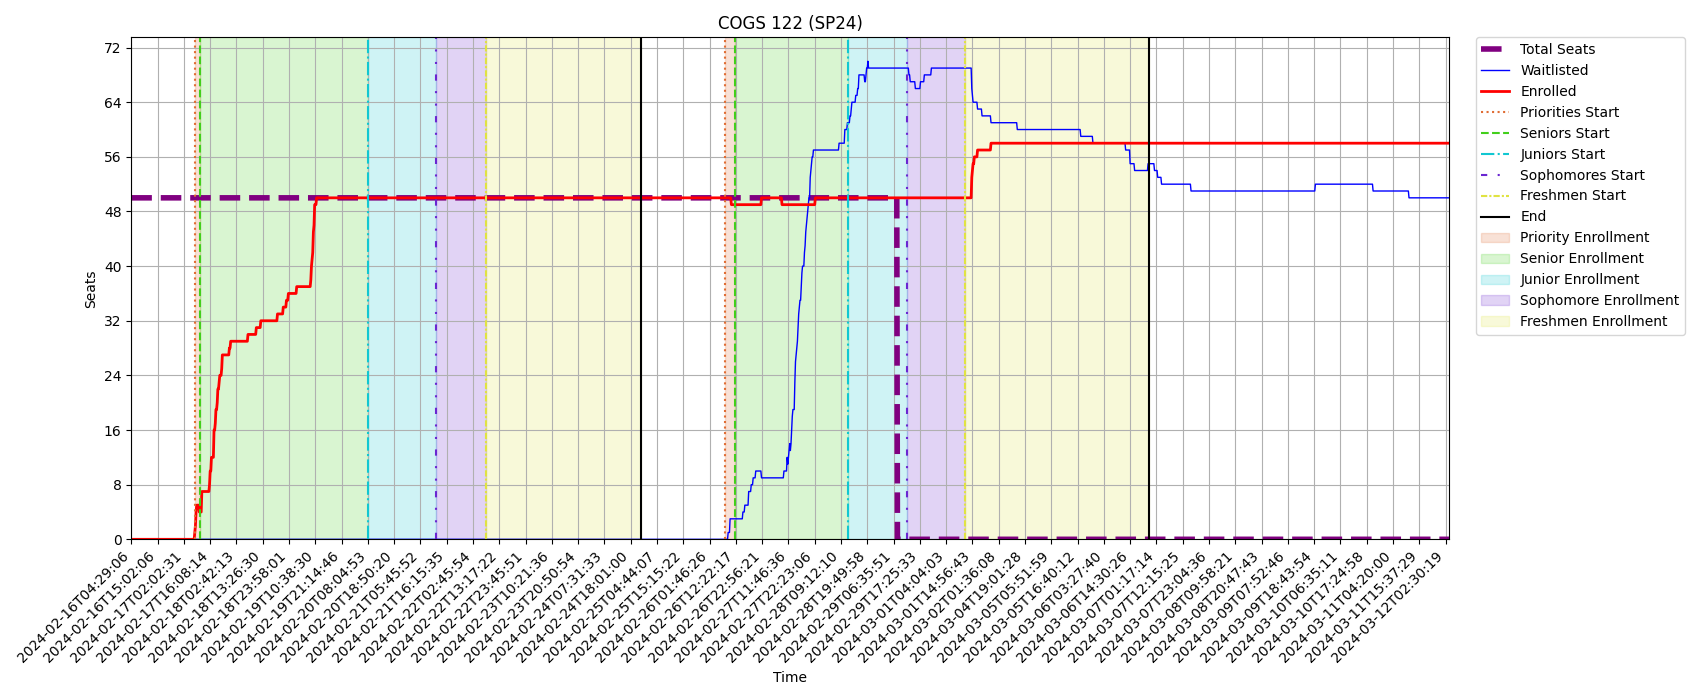 COGS 122 (SP24)
72
64
56
48
40
32
24
16
8
0
Seats
2024-02-16T04:29:06
2024-02-16T15:02:06
2024-02-17T02:02:31
2024-02-17T16:08:14
2024-02-18T02:42:13
2024-02-18T13:26:30
2024-02-18T23:58:01
2024-02-19T10:38:30
2024-02-19T21:14:46
2024-02-20T08:04:53
2024-02-20T18:50:20
2024-02-21T05:45:52
2024-02-21T16:15:35
2024-02-22T02:45:54
2024-02-22T13:17:22
2024-02-22T23:45:51
2024-02-23T10:21:36
2024-02-23T20:50:54
2024-02-24T07:31:33
2024-02-24T18:01:00
2024-02-25T04:44:07
2024-02-25T15:15:22
2024-02-26T01:46:26
2024-02-26T12:22:17
2024-02-26T22:56:21
2024-02-27T11:46:36
2024-02-27T22:23:06
2024-02-28T09:12:10
2024-02-28T19:49:58
2024-02-29T06:35:51
2024-02-29T17:25:33
2024-03-01T04:04:03
2024-03-01T14:56:43
2024-03-02T01:36:08
2024-03-04T19:01:28
2024-03-05T05:51:59
2024-03-05T16:40:12
2024-03-06T03:27:40
2024-03-06T14:30:26
2024-03-07T01:17:14
2024-03-07T12:15:25
2024-03-07T23:04:36
2024-03-08T09:58:21
2024-03-08T20:47:43
2024-03-09T07:52:46
2024-03-09T18:43:54
2024-03-10T06:35:11
2024-03-10T17:24:58
2024-03-11T04:20:00
2024-03-11T15:37:29
2024-03-12T02:30:19
Time
Total Seats
Waitlisted
Enrolled
Priorities Start
Seniors Start
Juniors Start
Sophomores Start
Freshmen Start
End
Priority Enrollment
Senior Enrollment
Junior Enrollment
Sophomore Enrollment
Freshmen Enrollment